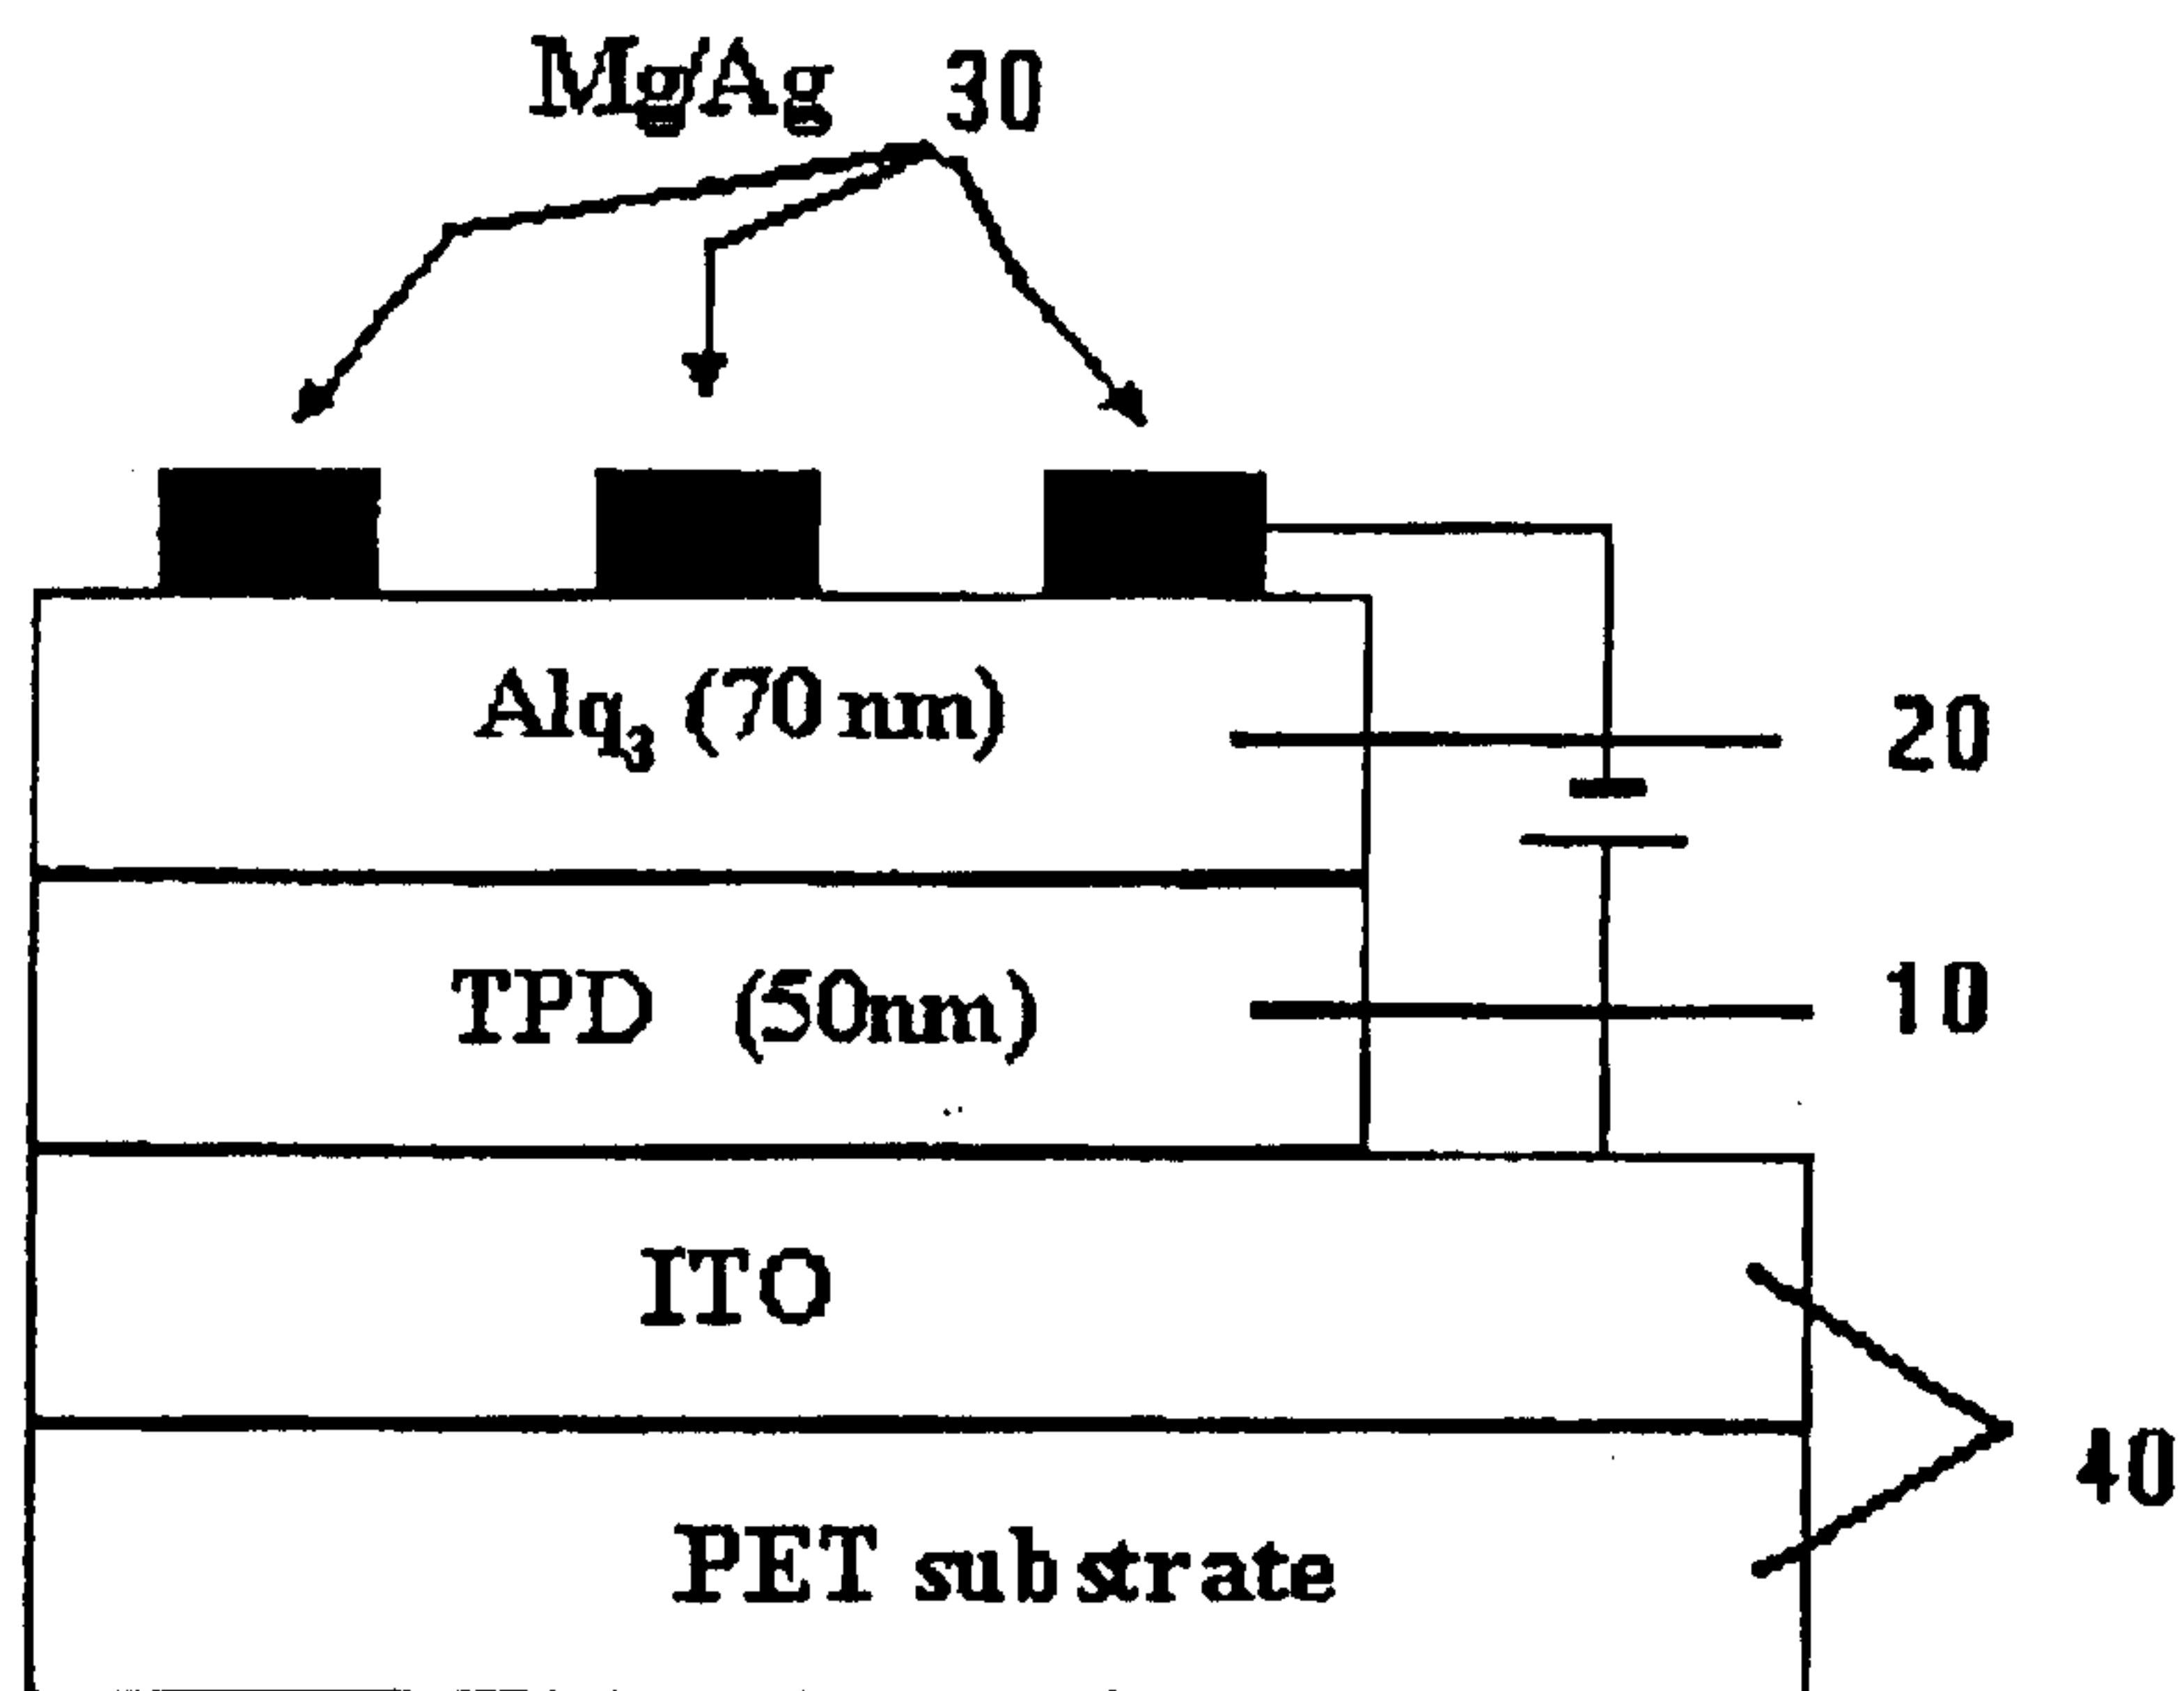 Mg/Ag 30
Alq₃ (70 nm)
20
TPD (50nm)
10
ITO
40
PET substrate